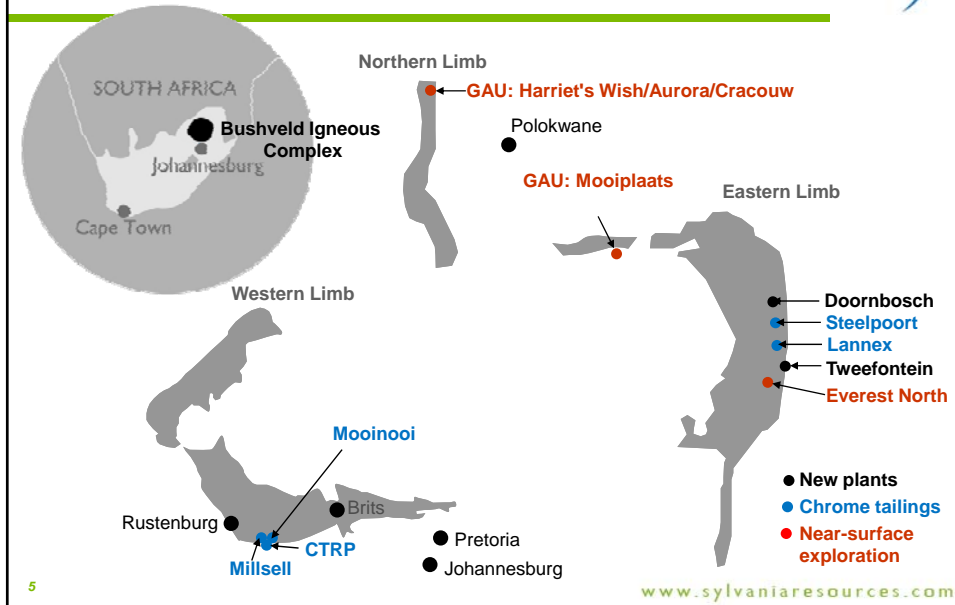 SOUTH AFRICA
Bushveld Igneous
Complex
Johannesburg
Cape Town
Northern Limb
GAU: Harriet's Wish/Aurora/Cracouw
Polokwane
GAU: Mooiplaats
Eastern Limb
Doornbosch
Steelpoort
Lannex
Tweefontein
Everest North
Western Limb
Mooinooi
Brits
Rustenburg
CTRP
Millsell
Pretoria
Johannesburg
New plants
Chrome tailings
Near-surface
exploration
5
www.sylvaniaresources.com